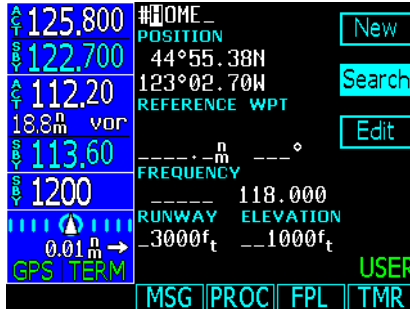 ACT 125.800
SBY 122.700
ACT 112.20
18.8nm vor
SBY 113.60
SBY 1200
0.01nm
GPS TERM
#HOME_
POSITION
44°55.38N
123°02.70W
REFERENCE WPT
____._nm ___°
FREQUENCY
_____ 118.000
RUNWAY ELEVATION
_3000ft __1000ft
New
Search
Edit
USER
MSG PROC FPL TMR